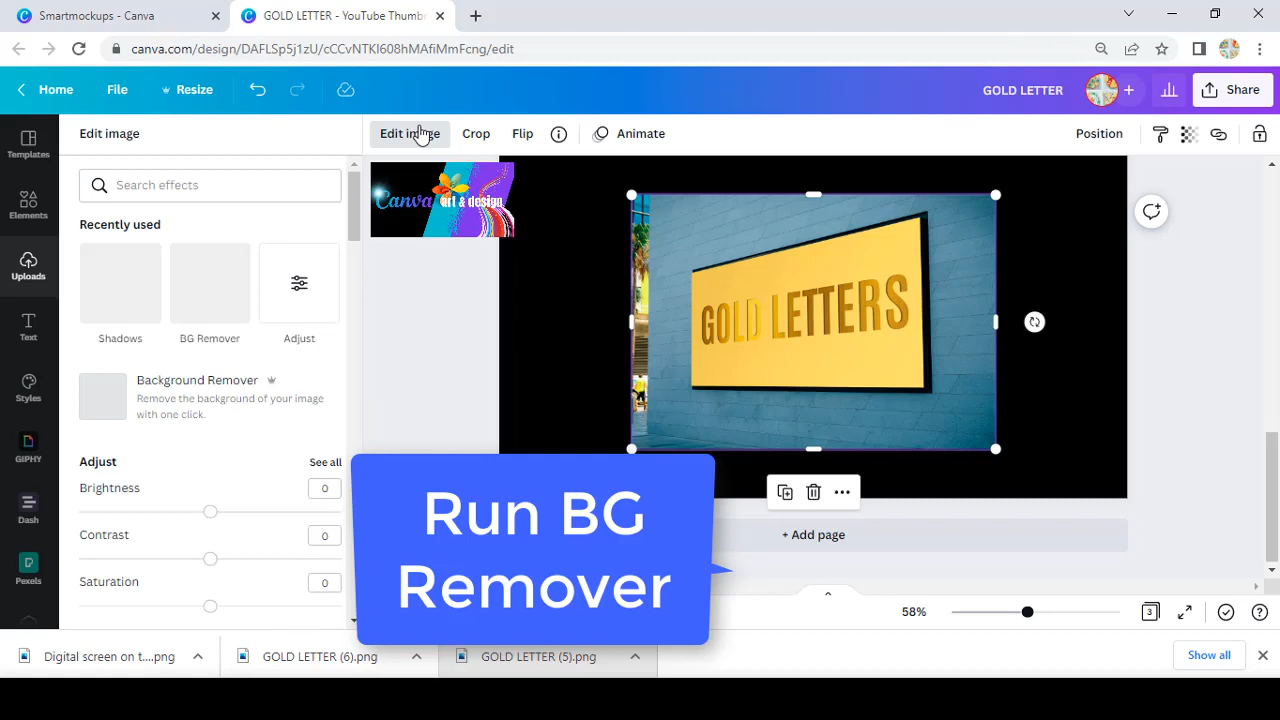 Smartmockups - Canva
GOLD LETTER - YouTube Thumbn
canva.com/design/DAFLSp5j1zU/cCCvNTKI608hMAfiMmFcng/edit
Home
File
Resize
GOLD LETTER
Share
Edit image
Edit image
Crop
Flip
Animate
Position
Templates
Elements
Uploads
Text
Styles
GIPHY
Dash
Pexels
Search effects
Recently used
Shadows
BG Remover
Adjust
Background Remover
Remove the background of your image
with one click.
Adjust
See all
Brightness
0
Contrast
0
Saturation
0
Canva art & design
GOLD LETTERS
Run BG
Remover
+ Add page
58%
3
Digital screen on t....png
GOLD LETTER (6).png
GOLD LETTER (5).png
Show all